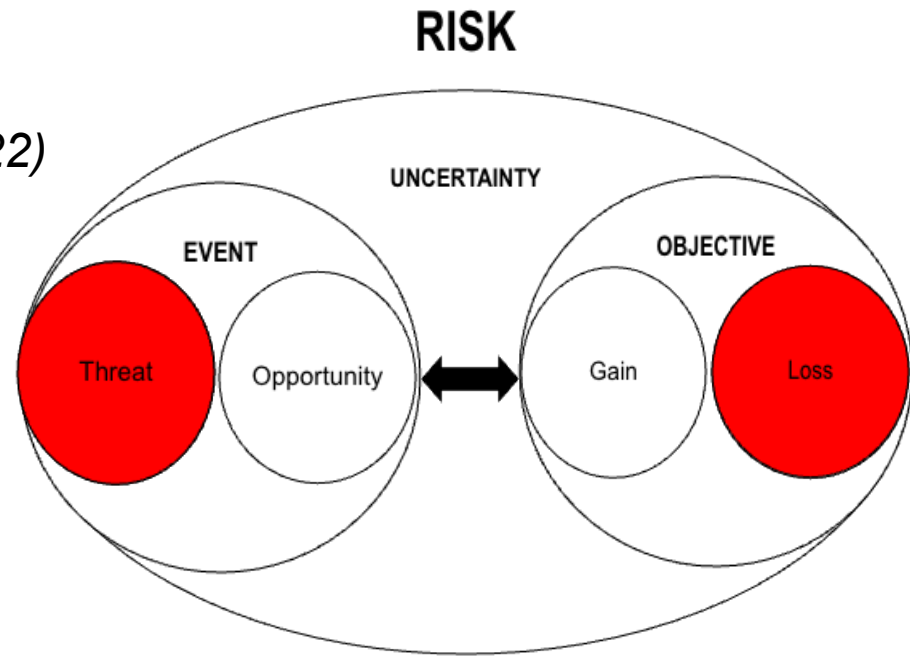 RISK
22)
UNCERTAINTY
EVENT
OBJECTIVE
Threat
Opportunity
Gain
Loss